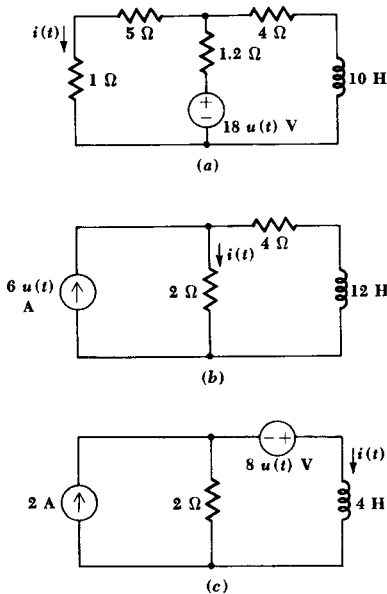 i(t)
5 Ω
4 Ω
1.2 Ω
1 Ω
10 H
+
−
18 u(t) V
(a)
4 Ω
i(t)
6 u(t)
A
2 Ω
12 H
(b)
− +
8 u(t) V
i(t)
2 A
2 Ω
4 H
(c)